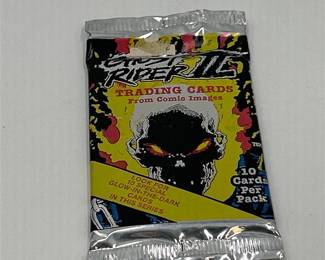 GHOST
RIDER II
TRADING CARDS
From Comic Images
10
Cards
Per
Pack
LOOK FOR
10 SPECIAL
GLOW-IN-THE-DARK
CARDS
IN THIS SERIES